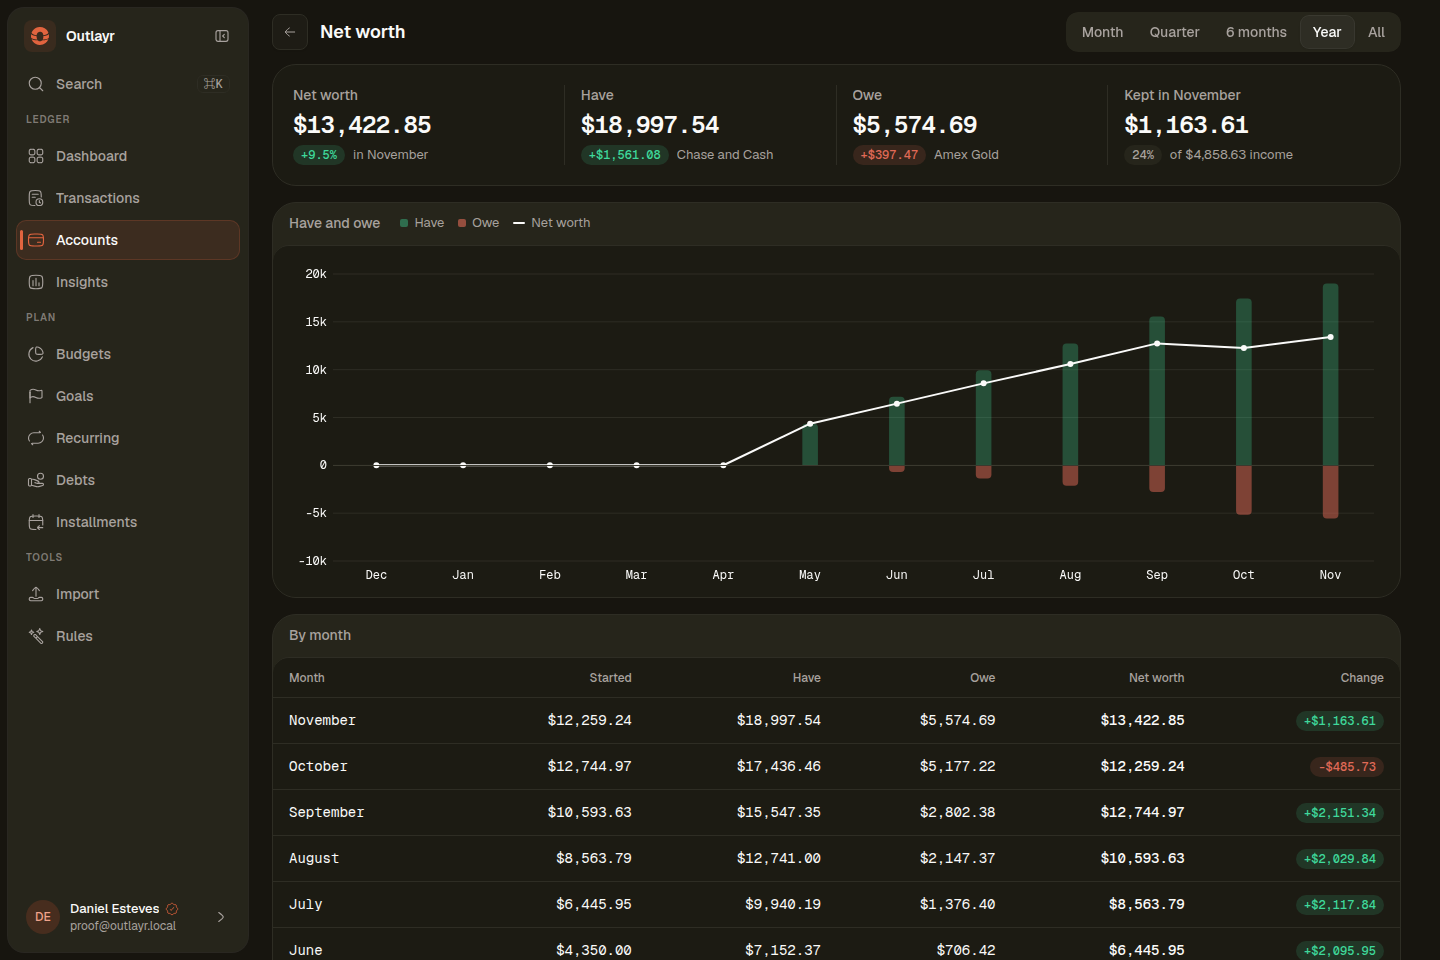 Outlayr
Search ⌘K
LEDGER
Dashboard
Transactions
Accounts
Insights
PLAN
Budgets
Goals
Recurring
Debts
Installments
TOOLS
Import
Rules
DE
Daniel Esteves
proof@outlayr.local
Net worth
Month Quarter 6 months Year All
Net worth
$13,422.85
+9.5% in November
Have
$18,997.54
+$1,561.08 Chase and Cash
Owe
$5,574.69
+$397.47 Amex Gold
Kept in November
$1,163.61
24% of $4,858.63 income
Have and owe Have Owe Net worth
20k
15k
10k
5k
0
-5k
-10k
Dec Jan Feb Mar Apr May Jun Jul Aug Sep Oct Nov
By month
Month Started Have Owe Net worth Change
November $12,259.24 $18,997.54 $5,574.69 $13,422.85 +$1,163.61
October $12,744.97 $17,436.46 $5,177.22 $12,259.24 -$485.73
September $10,593.63 $15,547.35 $2,802.38 $12,744.97 +$2,151.34
August $8,563.79 $12,741.00 $2,147.37 $10,593.63 +$2,029.84
July $6,445.95 $9,940.19 $1,376.40 $8,563.79 +$2,117.84
June $4,350.00 $7,152.37 $706.42 $6,445.95 +$2,095.95